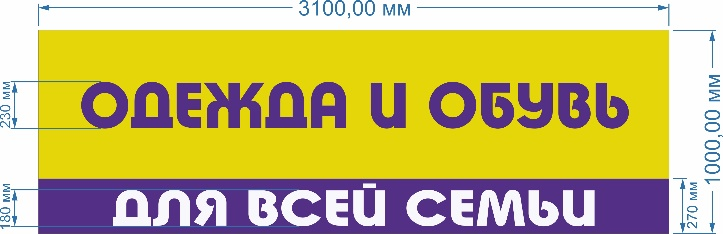 3100,00 мм
ОДЕЖДА И ОБУВЬ
230 мм
1000,00 мм
ДЛЯ ВСЕЙ СЕМЬИ
180 мм
270 мм